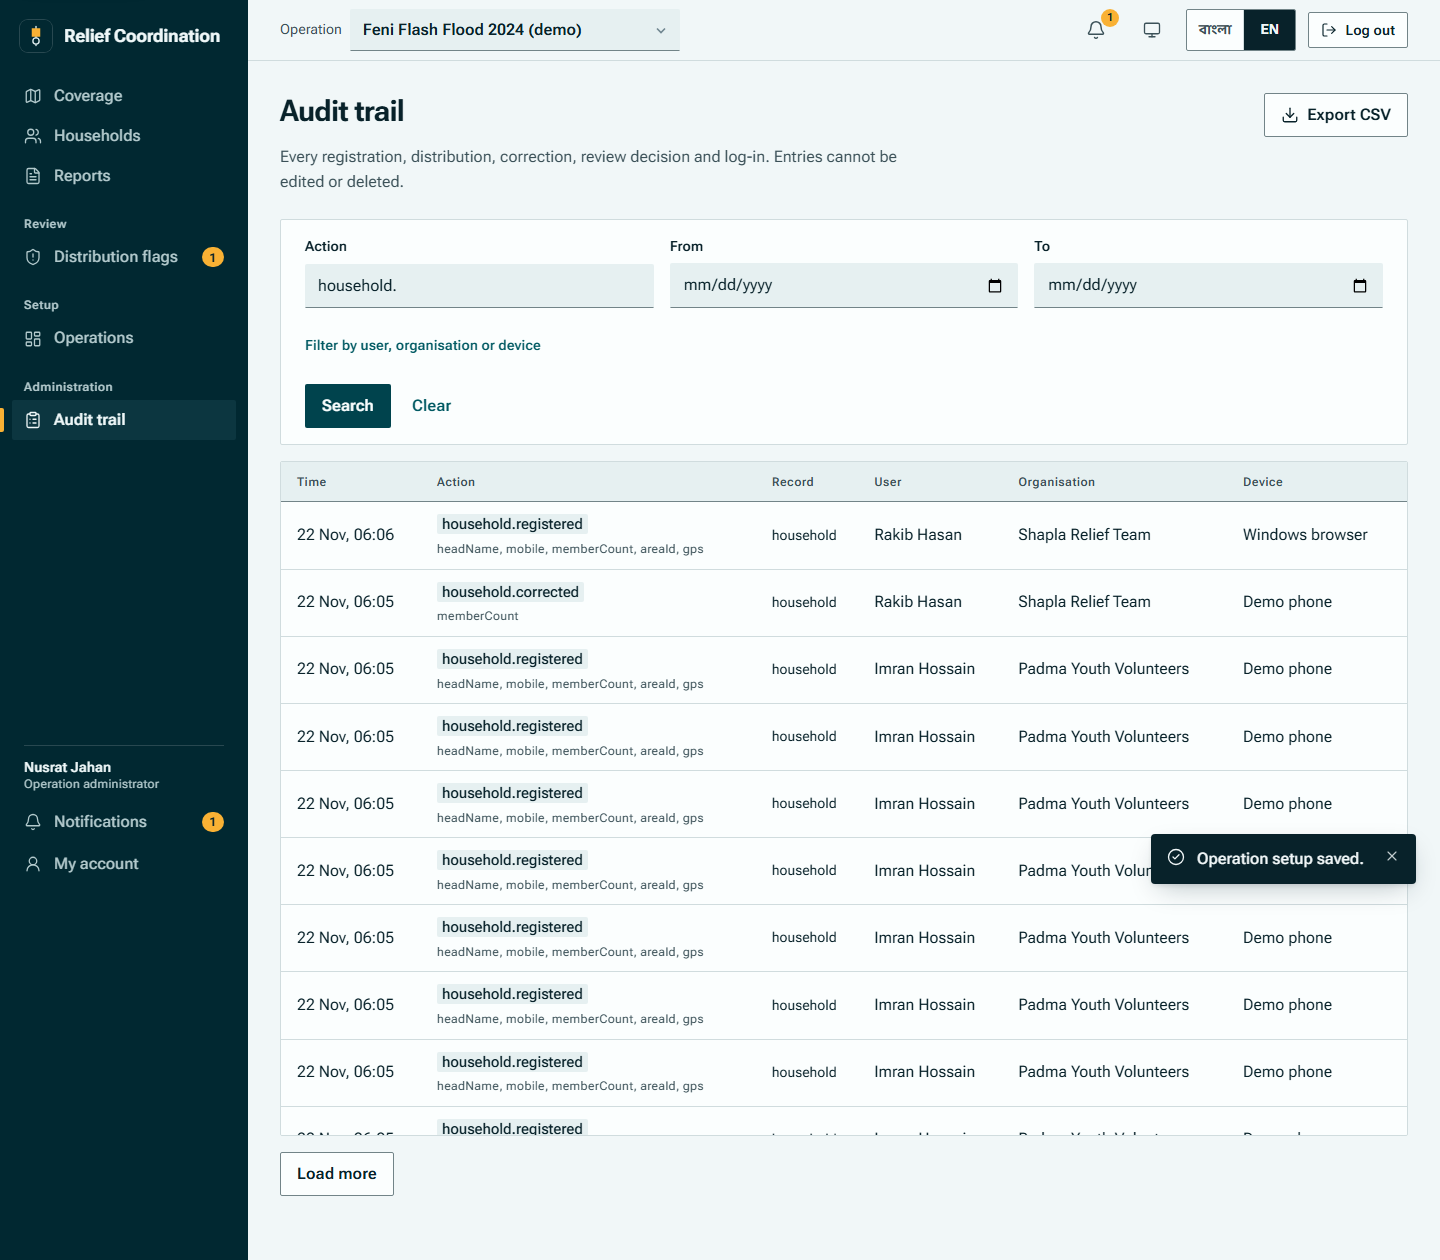 Relief Coordination
Coverage
Households
Reports
Review
Distribution flags 1
Setup
Operations
Administration
Audit trail
Nusrat Jahan
Operation administrator
Notifications 1
My account
Operation Feni Flash Flood 2024 (demo) 1 বাংলা EN Log out
Audit trail
Export CSV
Every registration, distribution, correction, review decision and log-in. Entries cannot be
edited or deleted.
Action From To
household. mm/dd/yyyy mm/dd/yyyy
Filter by user, organisation or device
Search Clear
Time Action Record User Organisation Device
22 Nov, 06:06 household.registered household Rakib Hasan Shapla Relief Team Windows browser
headName, mobile, memberCount, areaId, gps
22 Nov, 06:05 household.corrected household Rakib Hasan Shapla Relief Team Demo phone
memberCount
22 Nov, 06:05 household.registered household Imran Hossain Padma Youth Volunteers Demo phone
headName, mobile, memberCount, areaId, gps
22 Nov, 06:05 household.registered household Imran Hossain Padma Youth Volunteers Demo phone
headName, mobile, memberCount, areaId, gps
22 Nov, 06:05 household.registered household Imran Hossain Padma Youth Volunteers Demo phone
headName, mobile, memberCount, areaId, gps
22 Nov, 06:05 household.registered household Imran Hossain Padma Youth
headName, mobile, memberCount, areaId, gps
Operation setup saved.
22 Nov, 06:05 household.registered household Imran Hossain Padma Youth Volunteers Demo phone
headName, mobile, memberCount, areaId, gps
22 Nov, 06:05 household.registered household Imran Hossain Padma Youth Volunteers Demo phone
headName, mobile, memberCount, areaId, gps
22 Nov, 06:05 household.registered household Imran Hossain Padma Youth Volunteers Demo phone
headName, mobile, memberCount, areaId, gps
household.registered
Load more